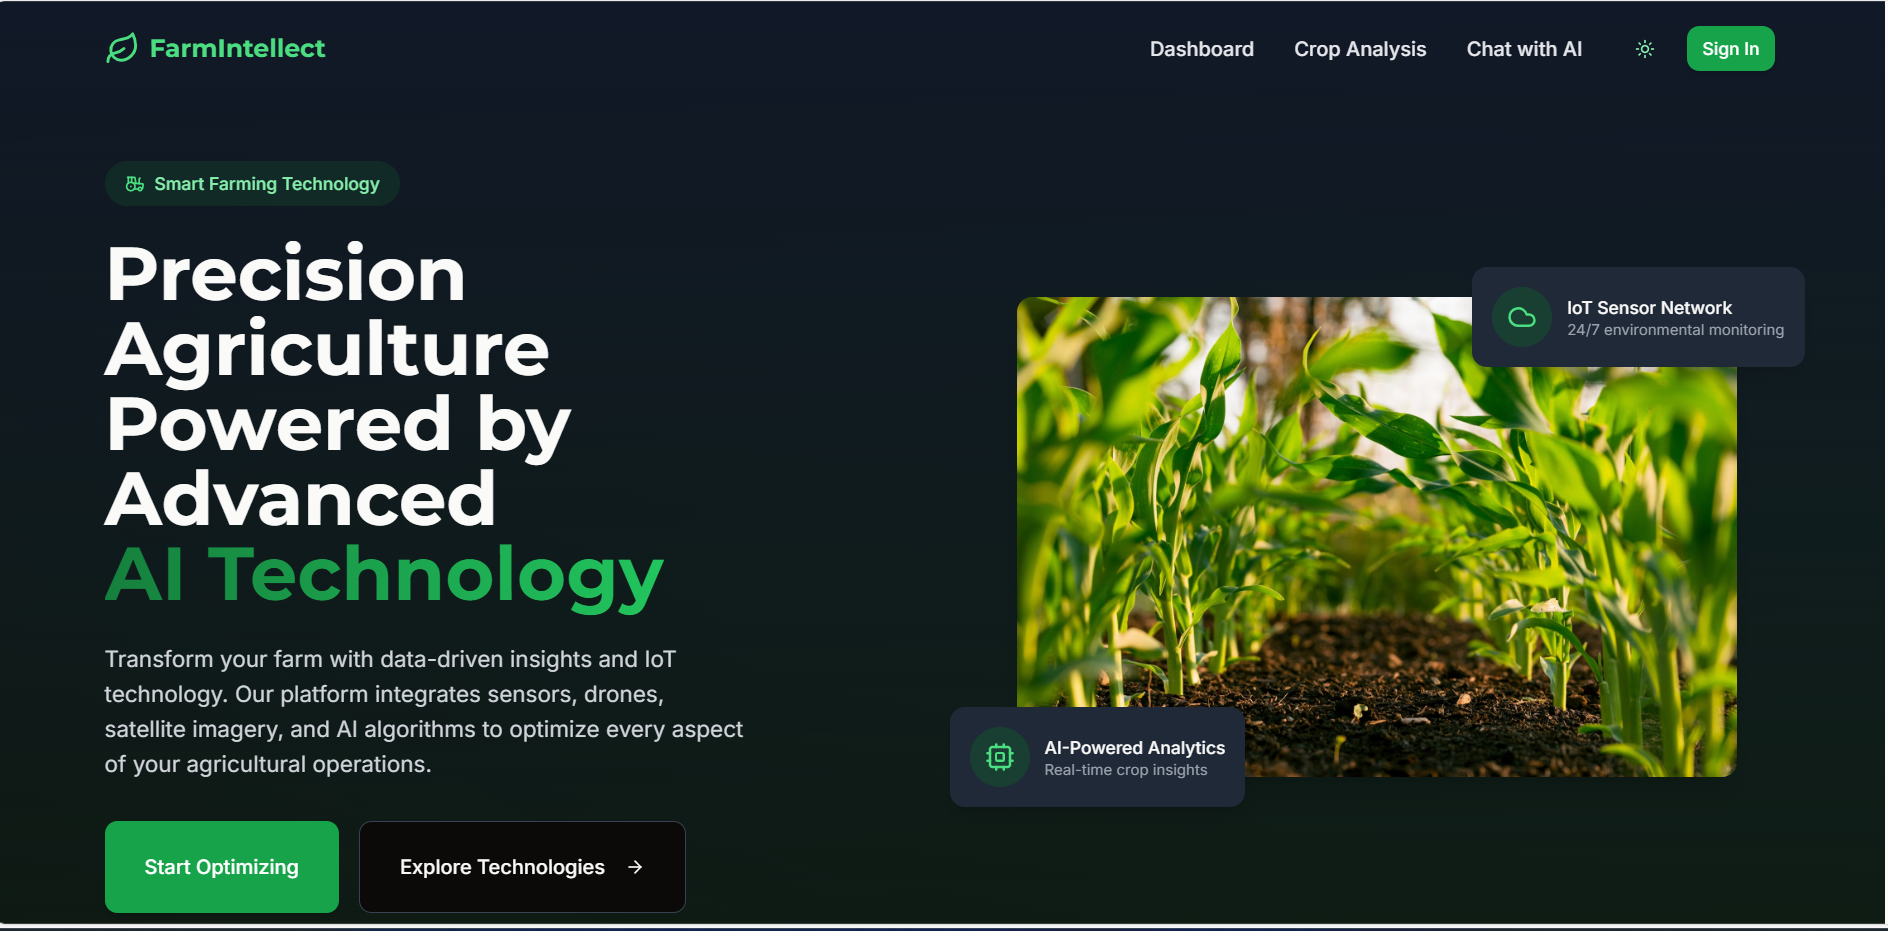 FarmIntellect
Dashboard
Crop Analysis
Chat with AI
Sign In
Smart Farming Technology
Precision
Agriculture
Powered by
Advanced
AI Technology
Transform your farm with data-driven insights and IoT
technology. Our platform integrates sensors, drones,
satellite imagery, and AI algorithms to optimize every aspect
of your agricultural operations.
Start Optimizing
Explore Technologies
IoT Sensor Network
24/7 environmental monitoring
AI-Powered Analytics
Real-time crop insights